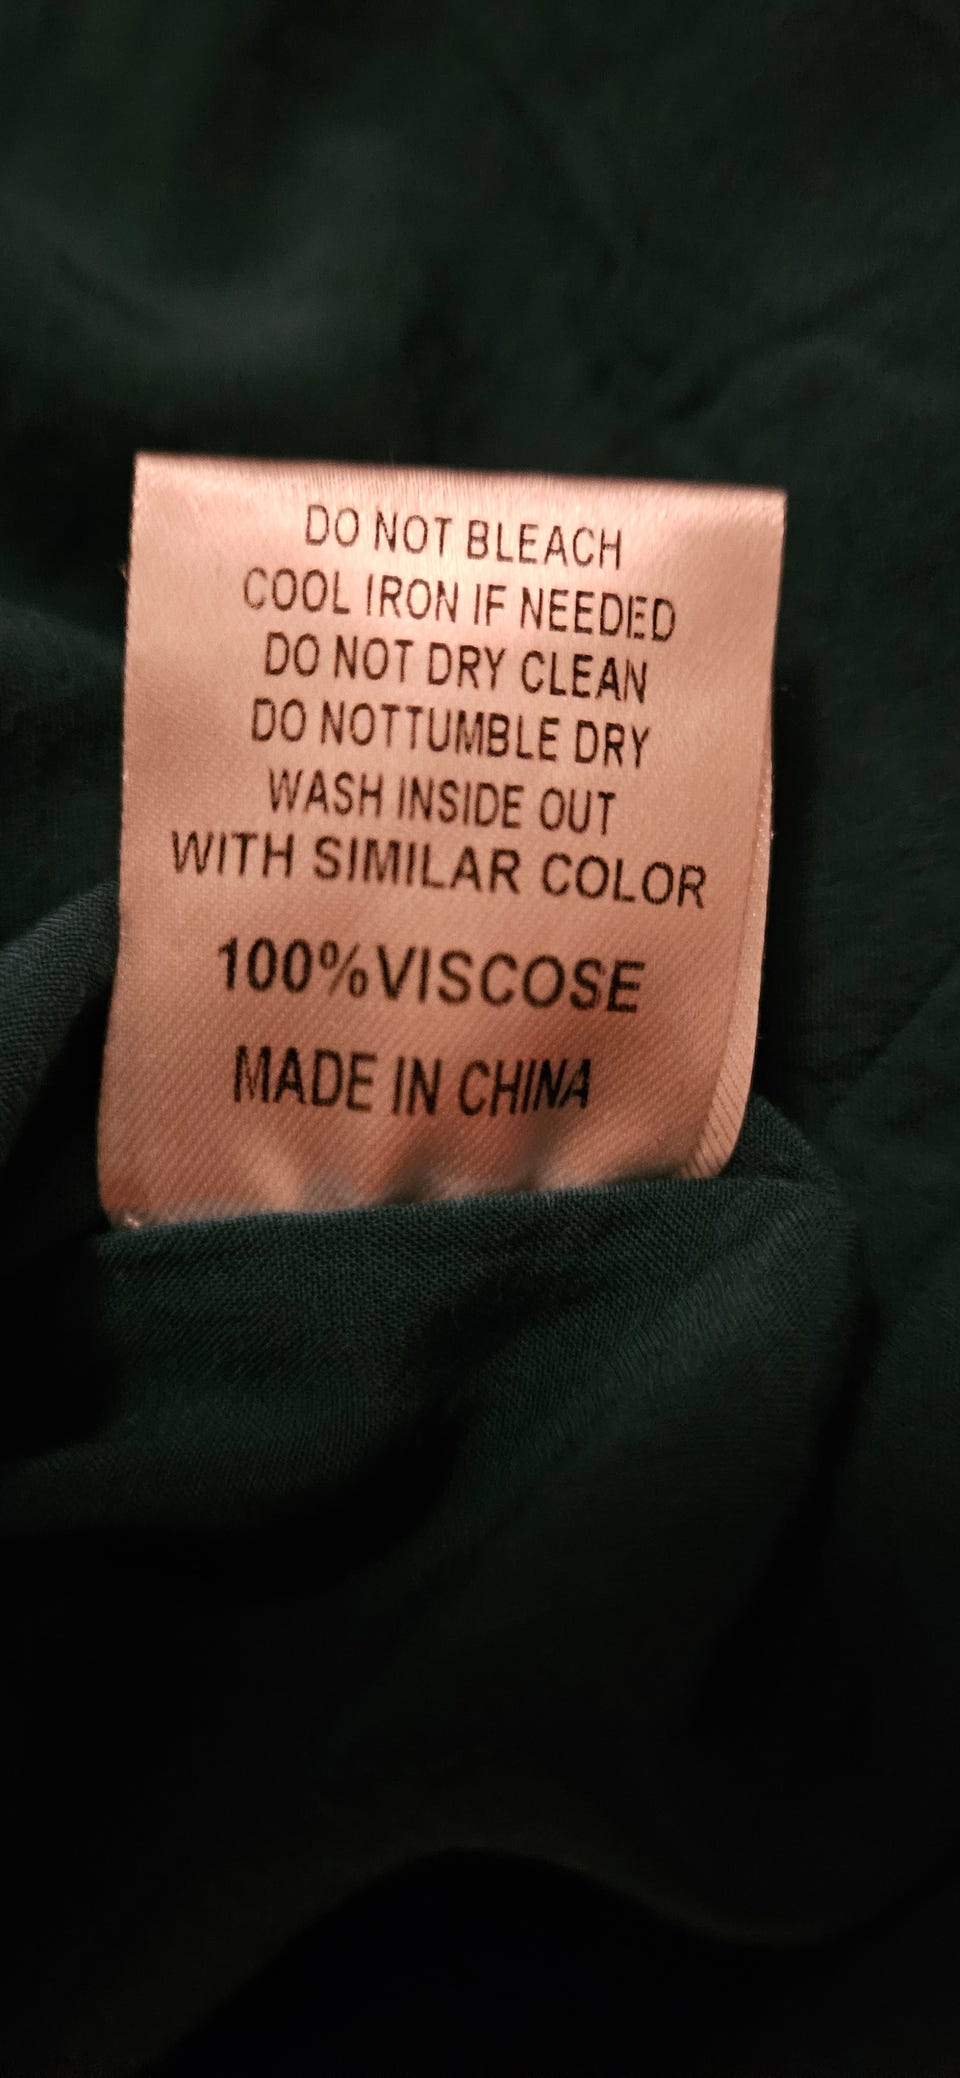 DO NOT BLEACH
COOL IRON IF NEEDED
DO NOT DRY CLEAN
DO NOTTUMBLE DRY
WASH INSIDE OUT
WITH SIMILAR COLOR
100%VISCOSE
MADE IN CHINA